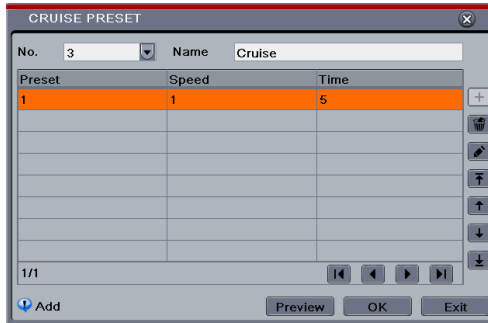 CRUISE PRESET
No. 3 Name Cruise
Preset Speed Time
1 1 5
1/1
Add Preview OK Exit